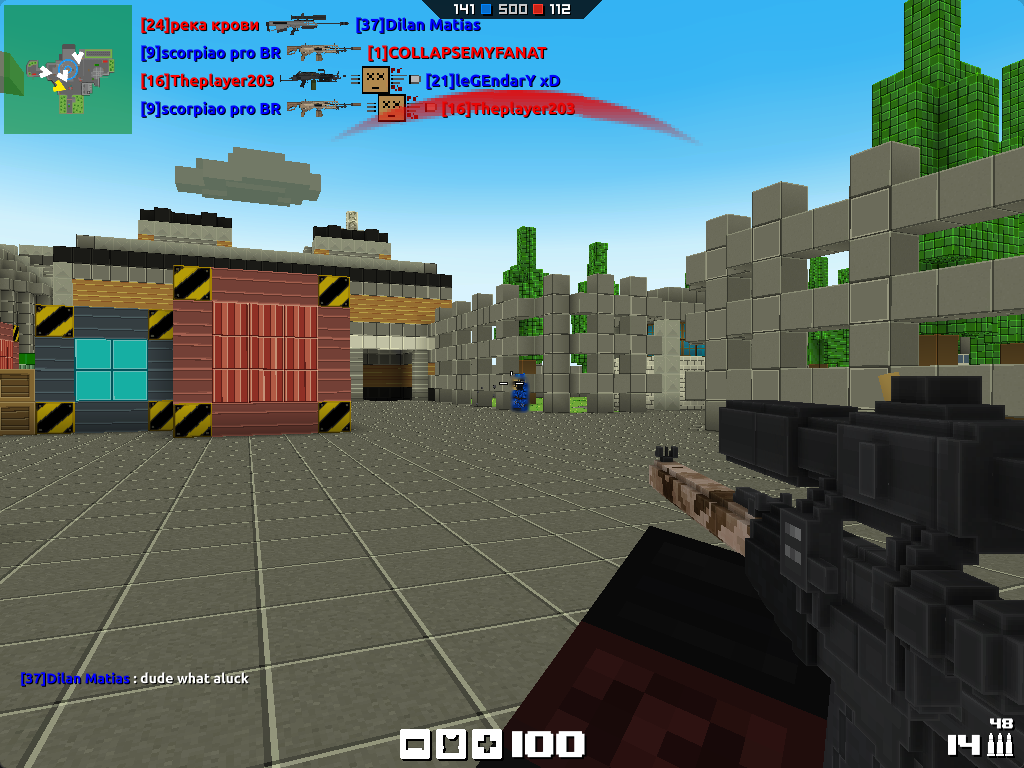 141 500 112
[24]река крови [37]Dilan Matias
[9]scorpiao pro BR [1]COLLAPSEMYFANAT
[16]Theplayer203 [21]leGEndarY xD
[9]scorpiao pro BR [16]Theplayer203
[37]Dilan Matias : dude what aluck
100
48
14